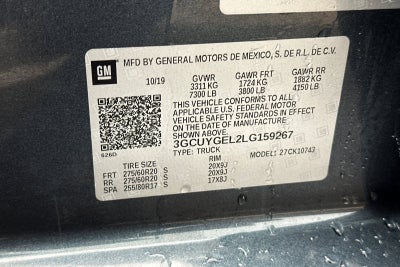 GM
MFD BY GENERAL MOTORS DE MEXICO, S. DE R.L. DE C.V.
10/19 GVWR GAWR FRT GAWR RR
3311 KG 1724 KG 1882 KG
7300 LB 3800 LB 4150 LB
THIS VEHICLE CONFORMS TO ALL
APPLICABLE U.S. FEDERAL MOTOR
VEHICLE SAFETY STANDARDS IN EFFECT
ON THE DATE OF MANUFACTURE
SHOWN ABOVE.
3GCUYGEL2LG159267
S26D TYPE: TRUCK MODEL: 27CK10743
TIRE SIZE RIM
FRT 275/60R20 S 20X9J
RR 275/60R20 S 20X9J
SPA 255/80R17 S 17X8J